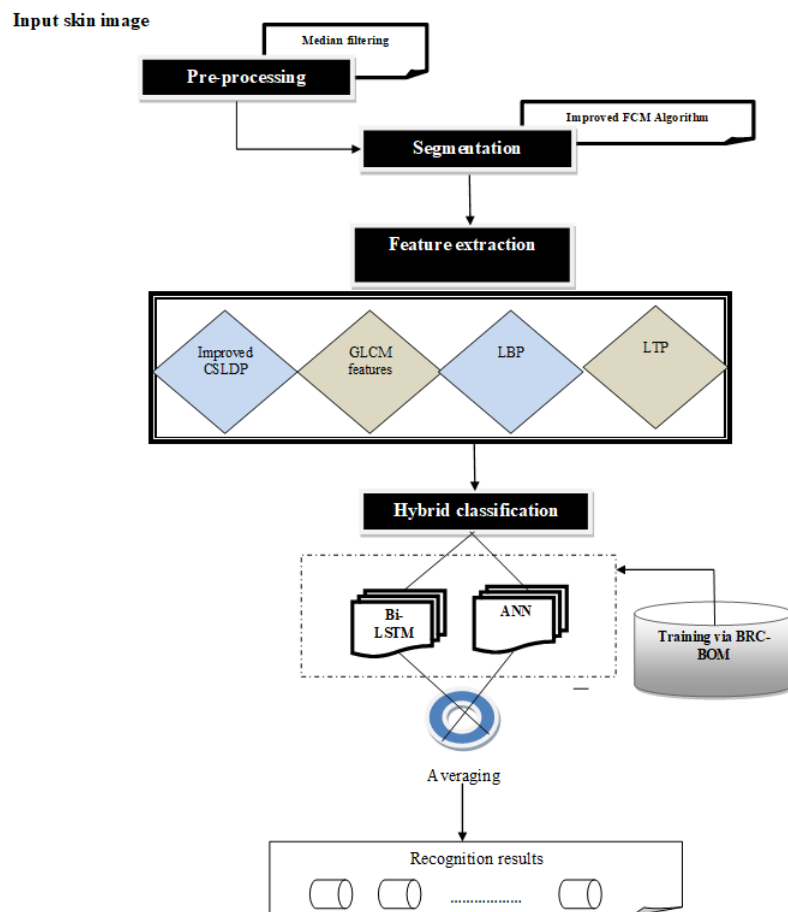 Input skin image
Median filtering
Pre-processing
Improved FCM Algorithm
Segmentation
Feature extraction
Improved
CSLDP
GLCM
features
LBP
LTP
Hybrid classification
Bi-
LSTM
ANN
Training via BRC-
BOM
Averaging
Recognition results
..................